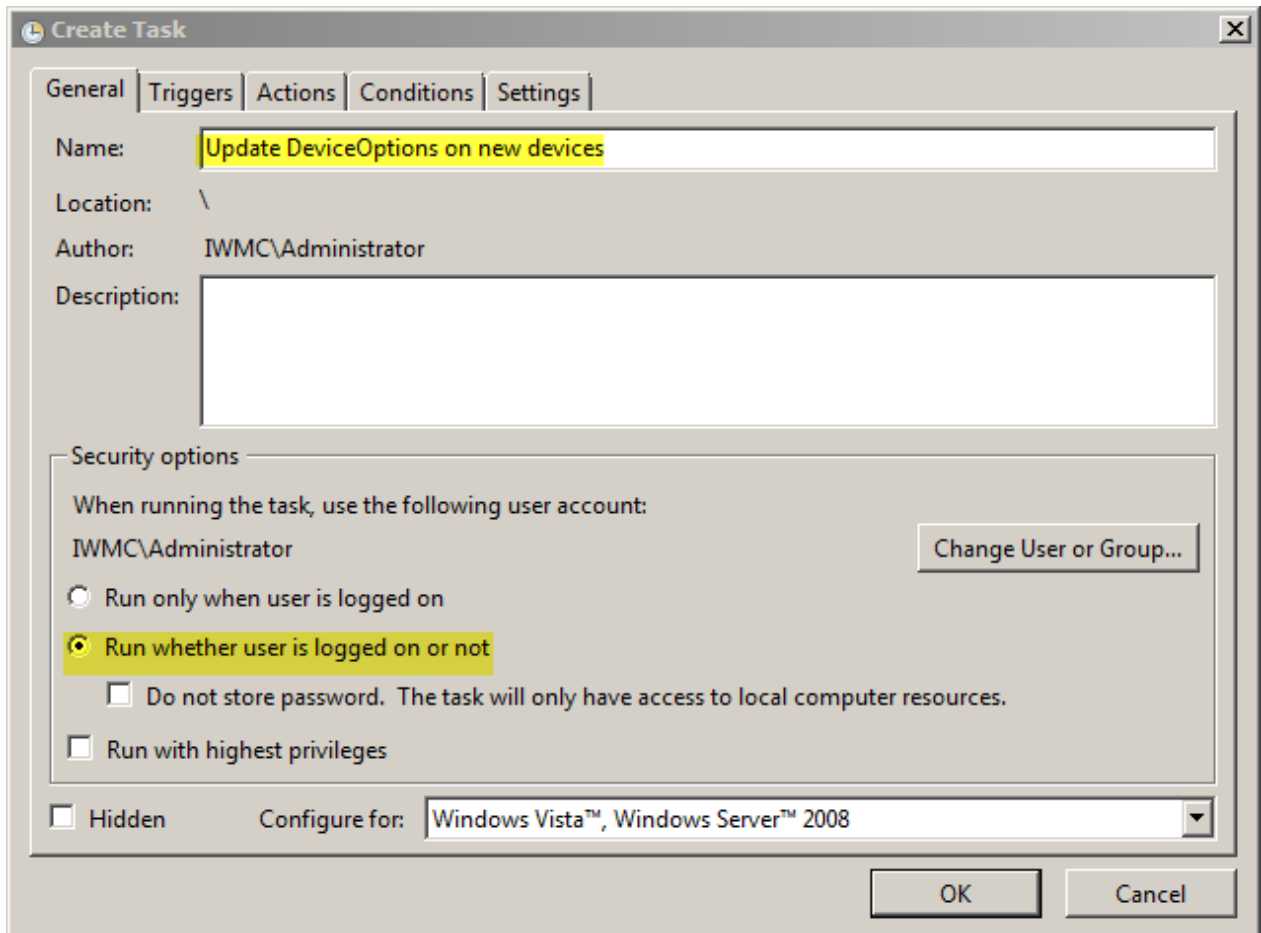 Create Task
General Triggers Actions Conditions Settings
Name: Update DeviceOptions on new devices
Location: \
Author: IWMC\Administrator
Description:
Security options
When running the task, use the following user account:
IWMC\Administrator Change User or Group...
Run only when user is logged on
Run whether user is logged on or not
Do not store password. The task will only have access to local computer resources.
Run with highest privileges
Hidden Configure for: Windows Vista™, Windows Server™ 2008
OK Cancel